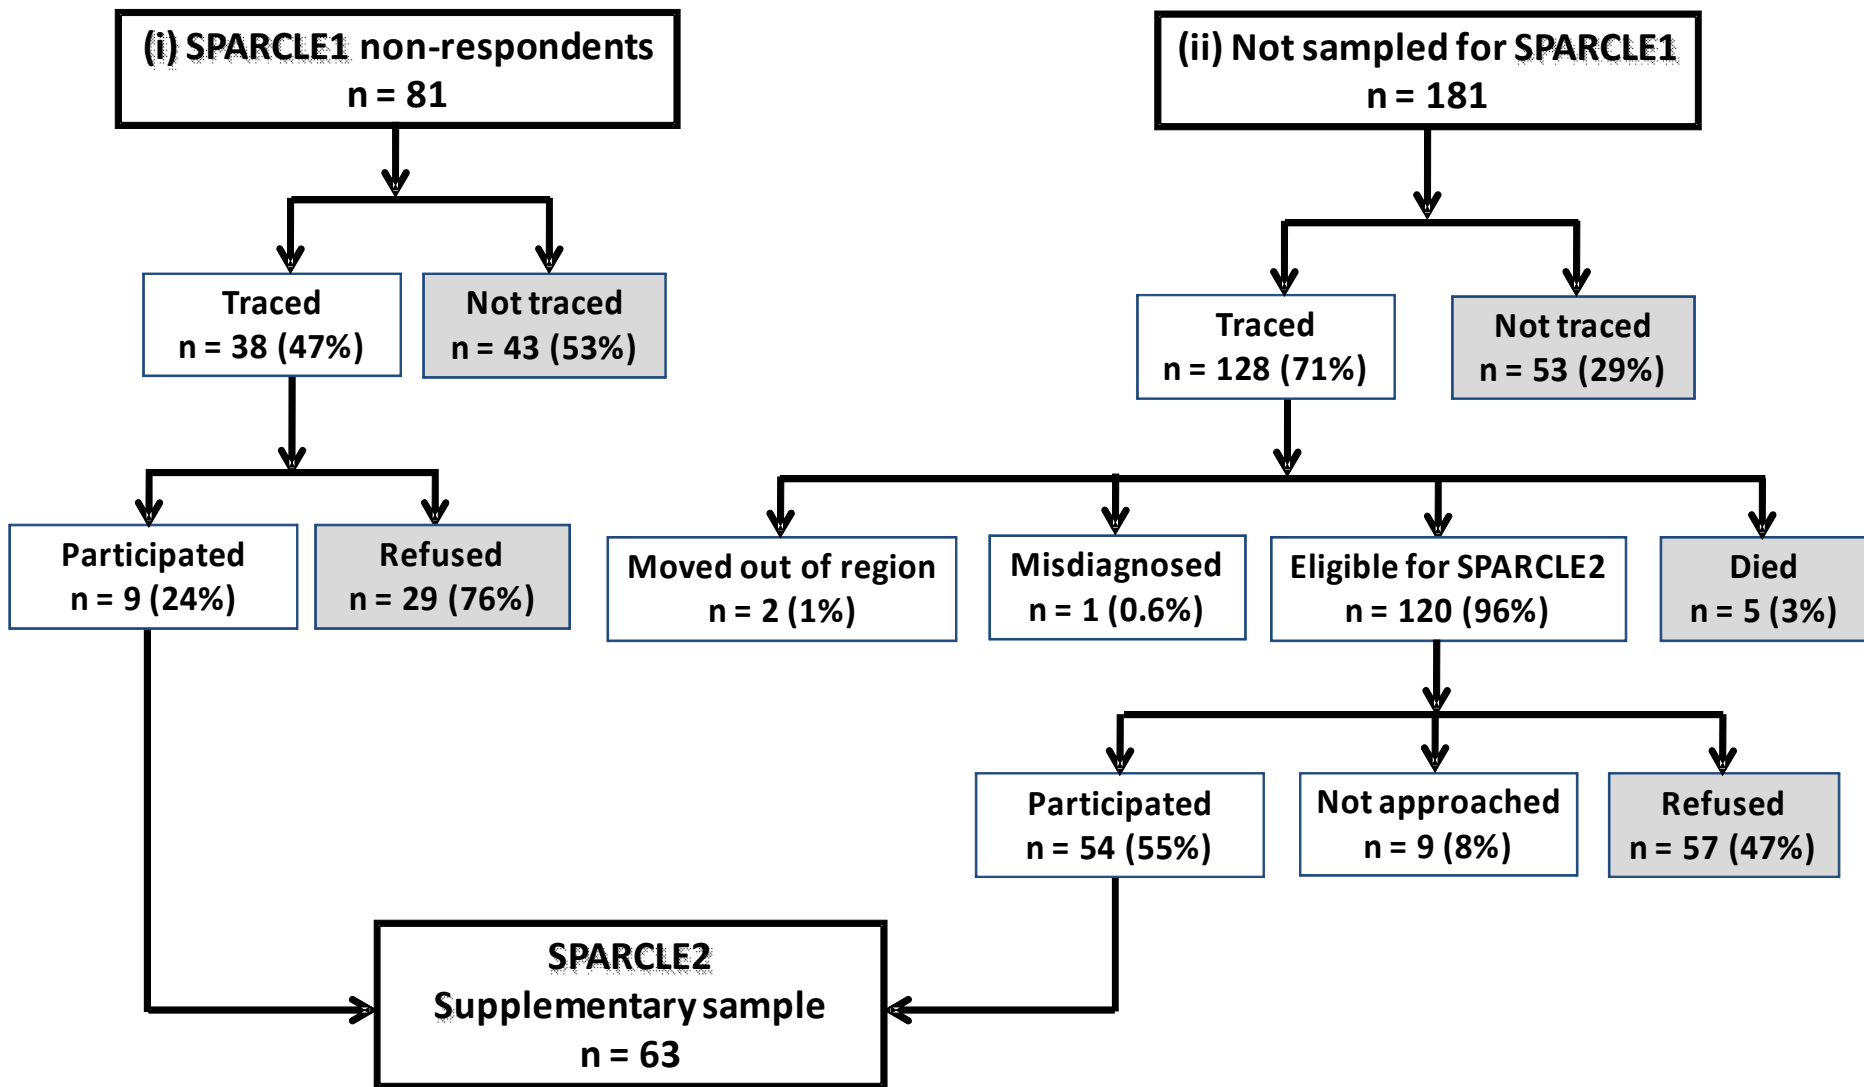 (i) SPARCLE1 non-respondents
n = 81
(ii) Not sampled for SPARCLE1
n = 181
Traced
n = 38 (47%)
Not traced
n = 43 (53%)
Traced
n = 128 (71%)
Not traced
n = 53 (29%)
Participated
n = 9 (24%)
Refused
n = 29 (76%)
Moved out of region
n = 2 (1%)
Misdiagnosed
n = 1 (0.6%)
Eligible for SPARCLE2
n = 120 (96%)
Died
n = 5 (3%)
Participated
n = 54 (55%)
Not approached
n = 9 (8%)
Refused
n = 57 (47%)
SPARCLE2
Supplementary sample
n = 63